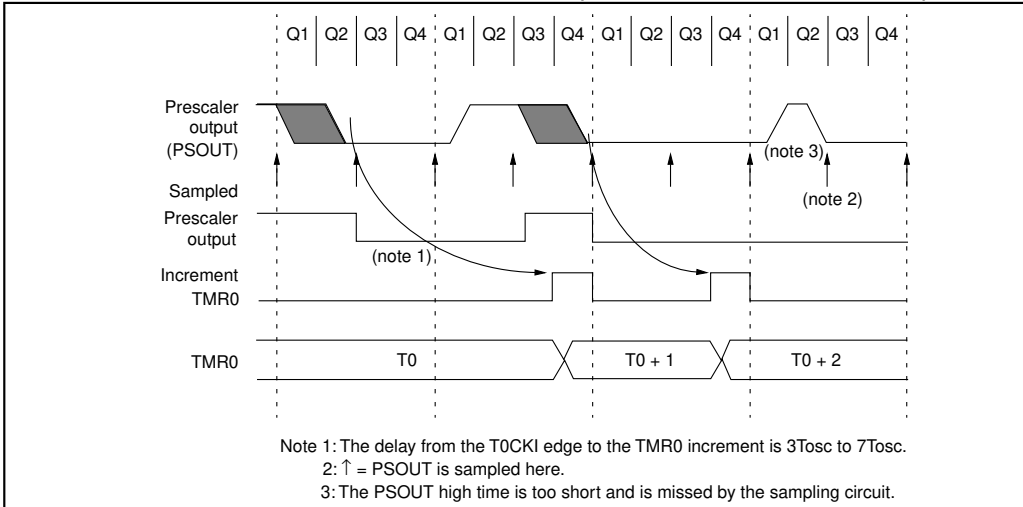 Q1 Q2 Q3 Q4 Q1 Q2 Q3 Q4 Q1 Q2 Q3 Q4 Q1 Q2 Q3 Q4
Prescaler
output
(PSOUT)
(note 3)
Sampled
(note 2)
Prescaler
output
(note 1)
Increment
TMR0
TMR0 T0 T0 + 1 T0 + 2
Note 1: The delay from the T0CKI edge to the TMR0 increment is 3Tosc to 7Tosc.
2: ↑ = PSOUT is sampled here.
3: The PSOUT high time is too short and is missed by the sampling circuit.